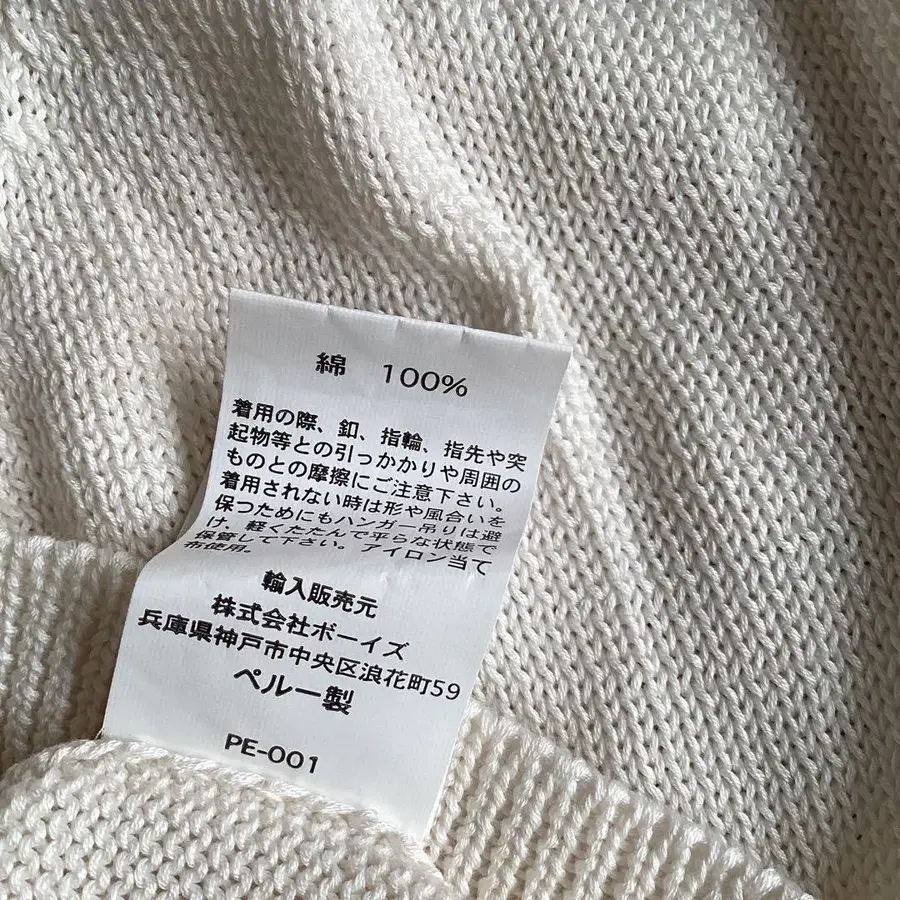 綿 100%
着用の際、釦、指輪、指先や突
起物等との引っかかりや周囲の
ものとの摩擦にご注意下さい。
着用されない時は形や風合いを
保つためにもハンガー吊りは避
け、軽くたたんで平らな状態で
保管して下さい。アイロン当て
布使用。
輸入販売元
株式会社ボーイズ
兵庫県神戸市中央区浪花町59
ペルー製
PE-001